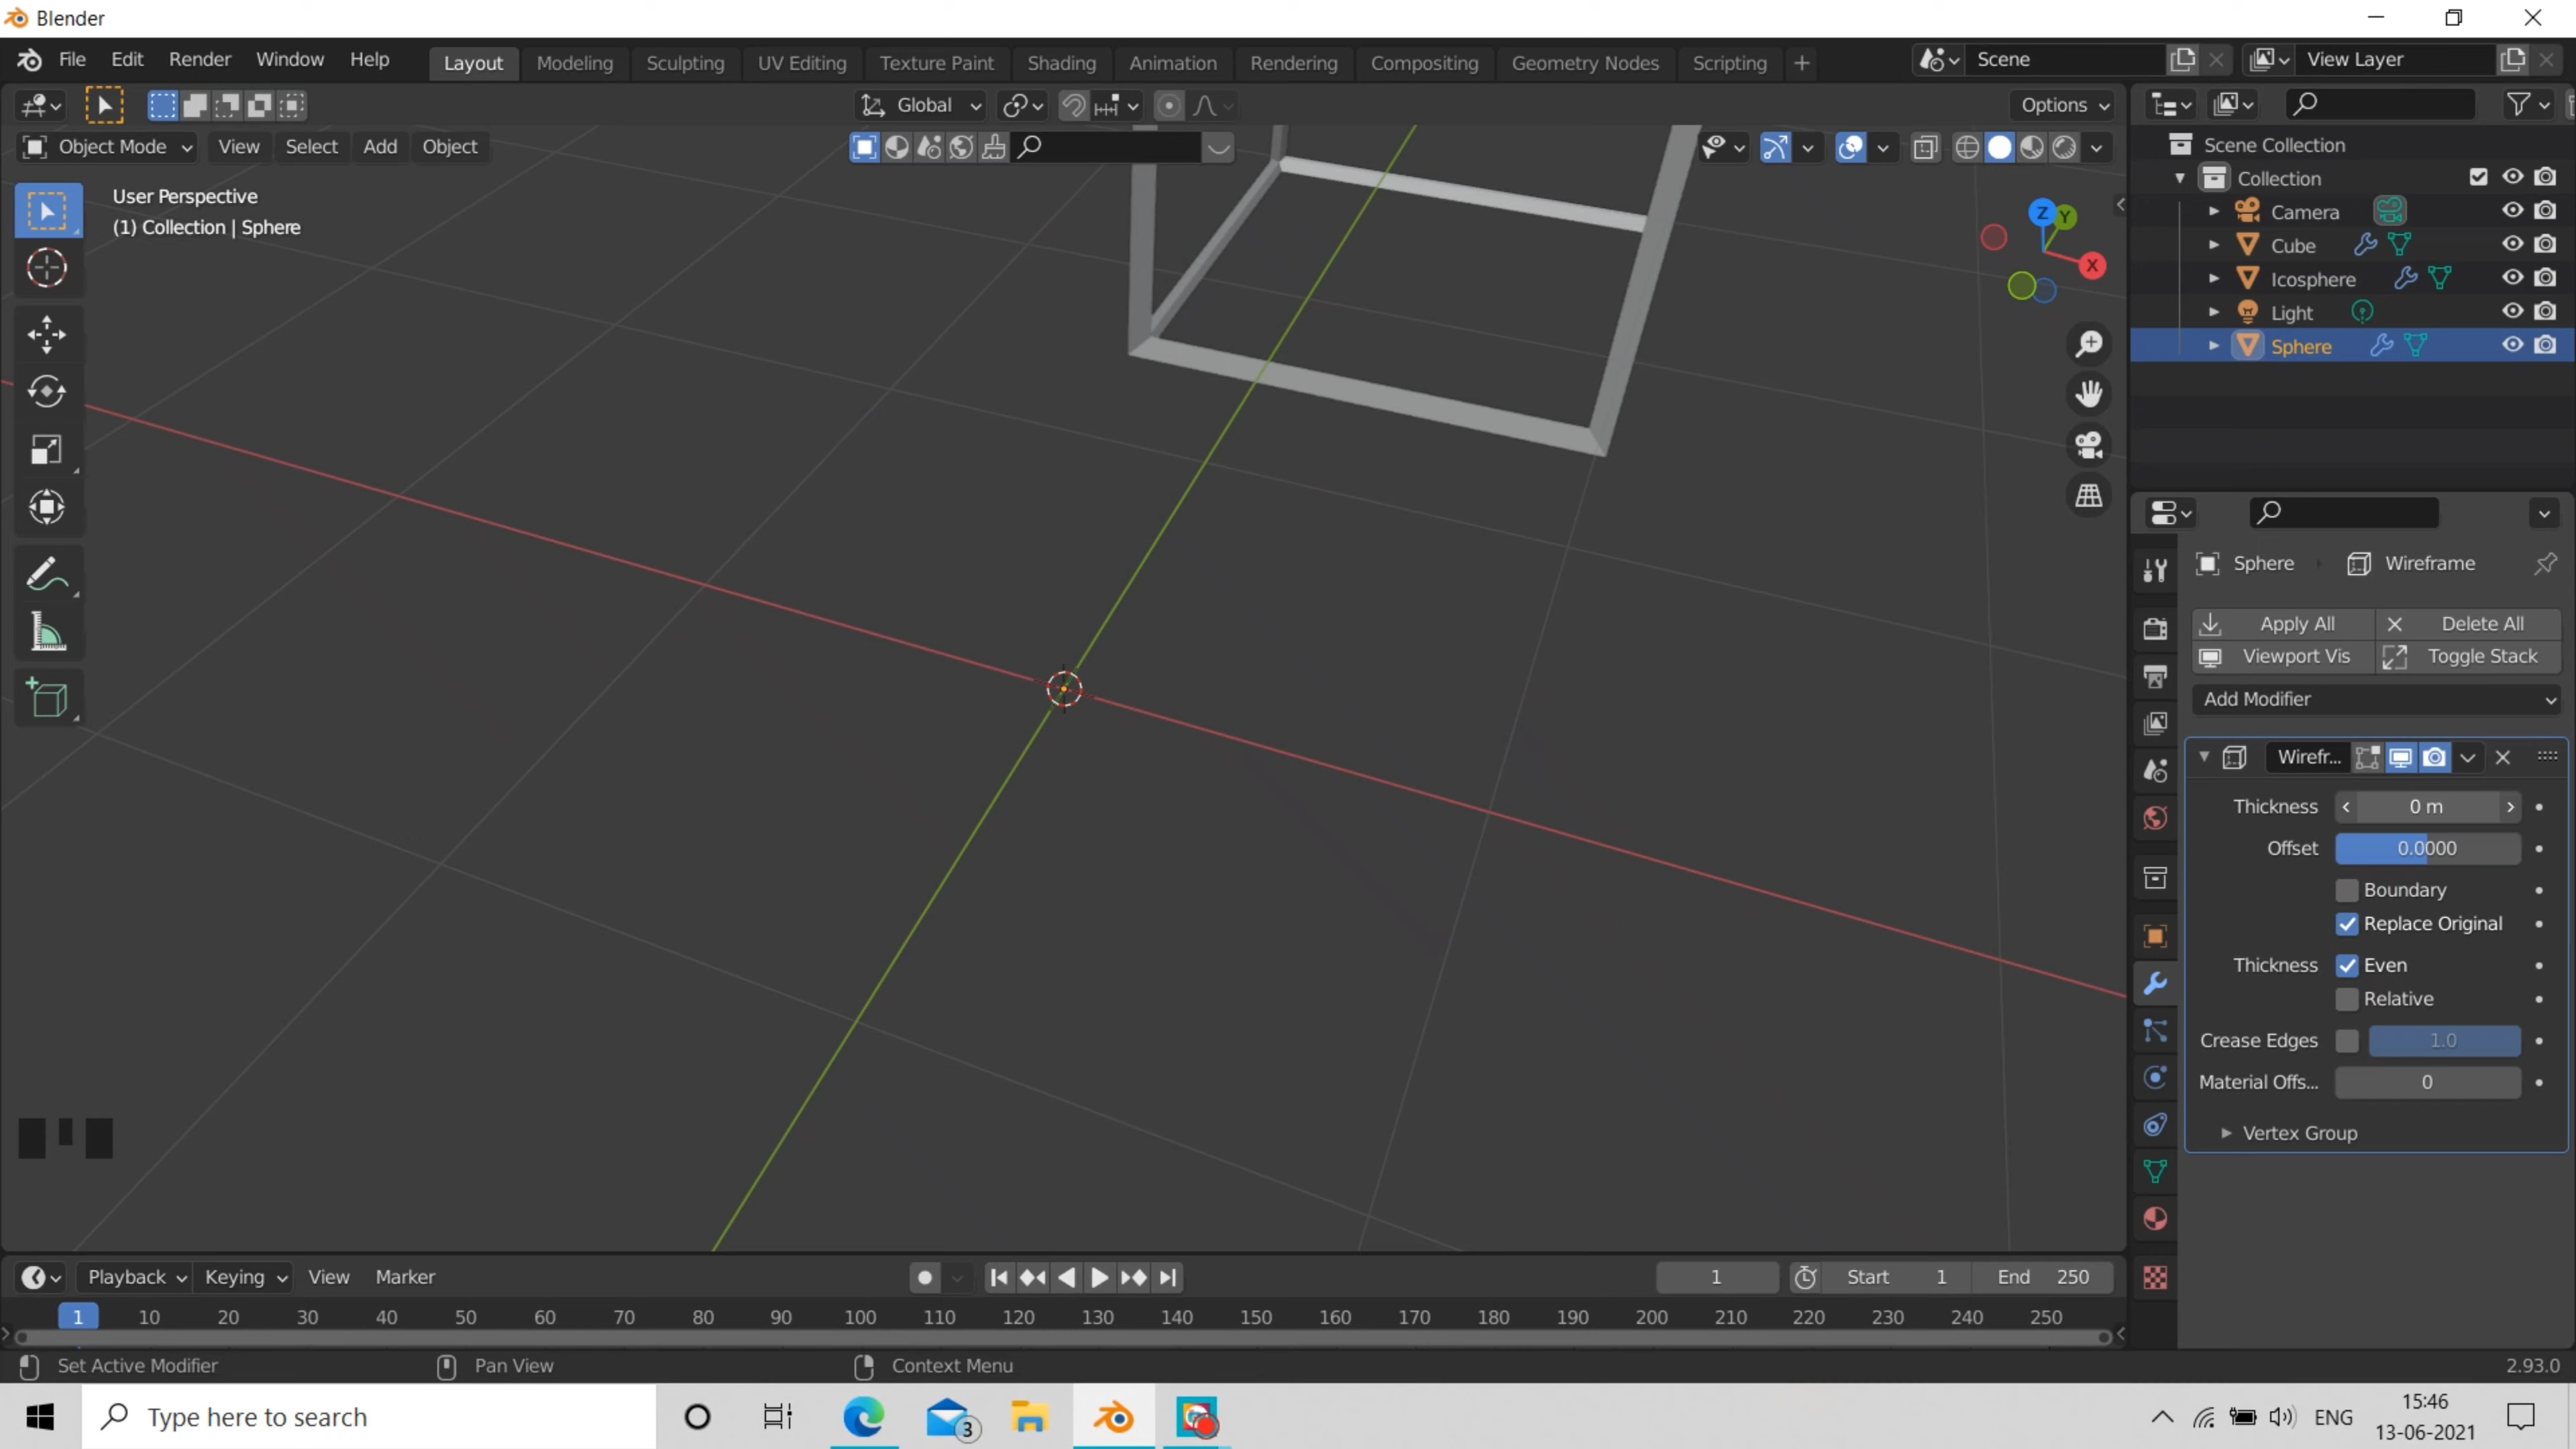 Blender
File Edit Render Window Help Layout Modeling Sculpting UV Editing Texture Paint Shading Animation Rendering Compositing Geometry Nodes Scripting + Scene View Layer
Global Options
Object Mode View Select Add Object
User Perspective
(1) Collection | Sphere
Z Y
X
Scene Collection
Collection
Camera
Cube
Icosphere
Light
Sphere
Sphere Wireframe
Apply All Delete All
Viewport Vis Toggle Stack
Add Modifier
Wirefr...
Thickness 0 m
Offset 0.0000
Boundary
Replace Original
Thickness Even
Relative
Crease Edges 1.0
Material Offs... 0
Vertex Group
Playback Keying View Marker 1 Start 1 End 250
1 10 20 30 40 50 60 70 80 90 100 110 120 130 140 150 160 170 180 190 200 210 220 230 240 250
Set Active Modifier Pan View Context Menu 2.93.0
Type here to search 3 ENG 15:46
13-06-2021